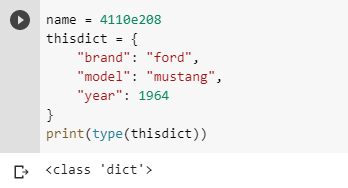 name = 4110e208
thisdict = {
    "brand": "ford",
    "model": "mustang",
    "year": 1964
}
print(type(thisdict))
<class 'dict'>